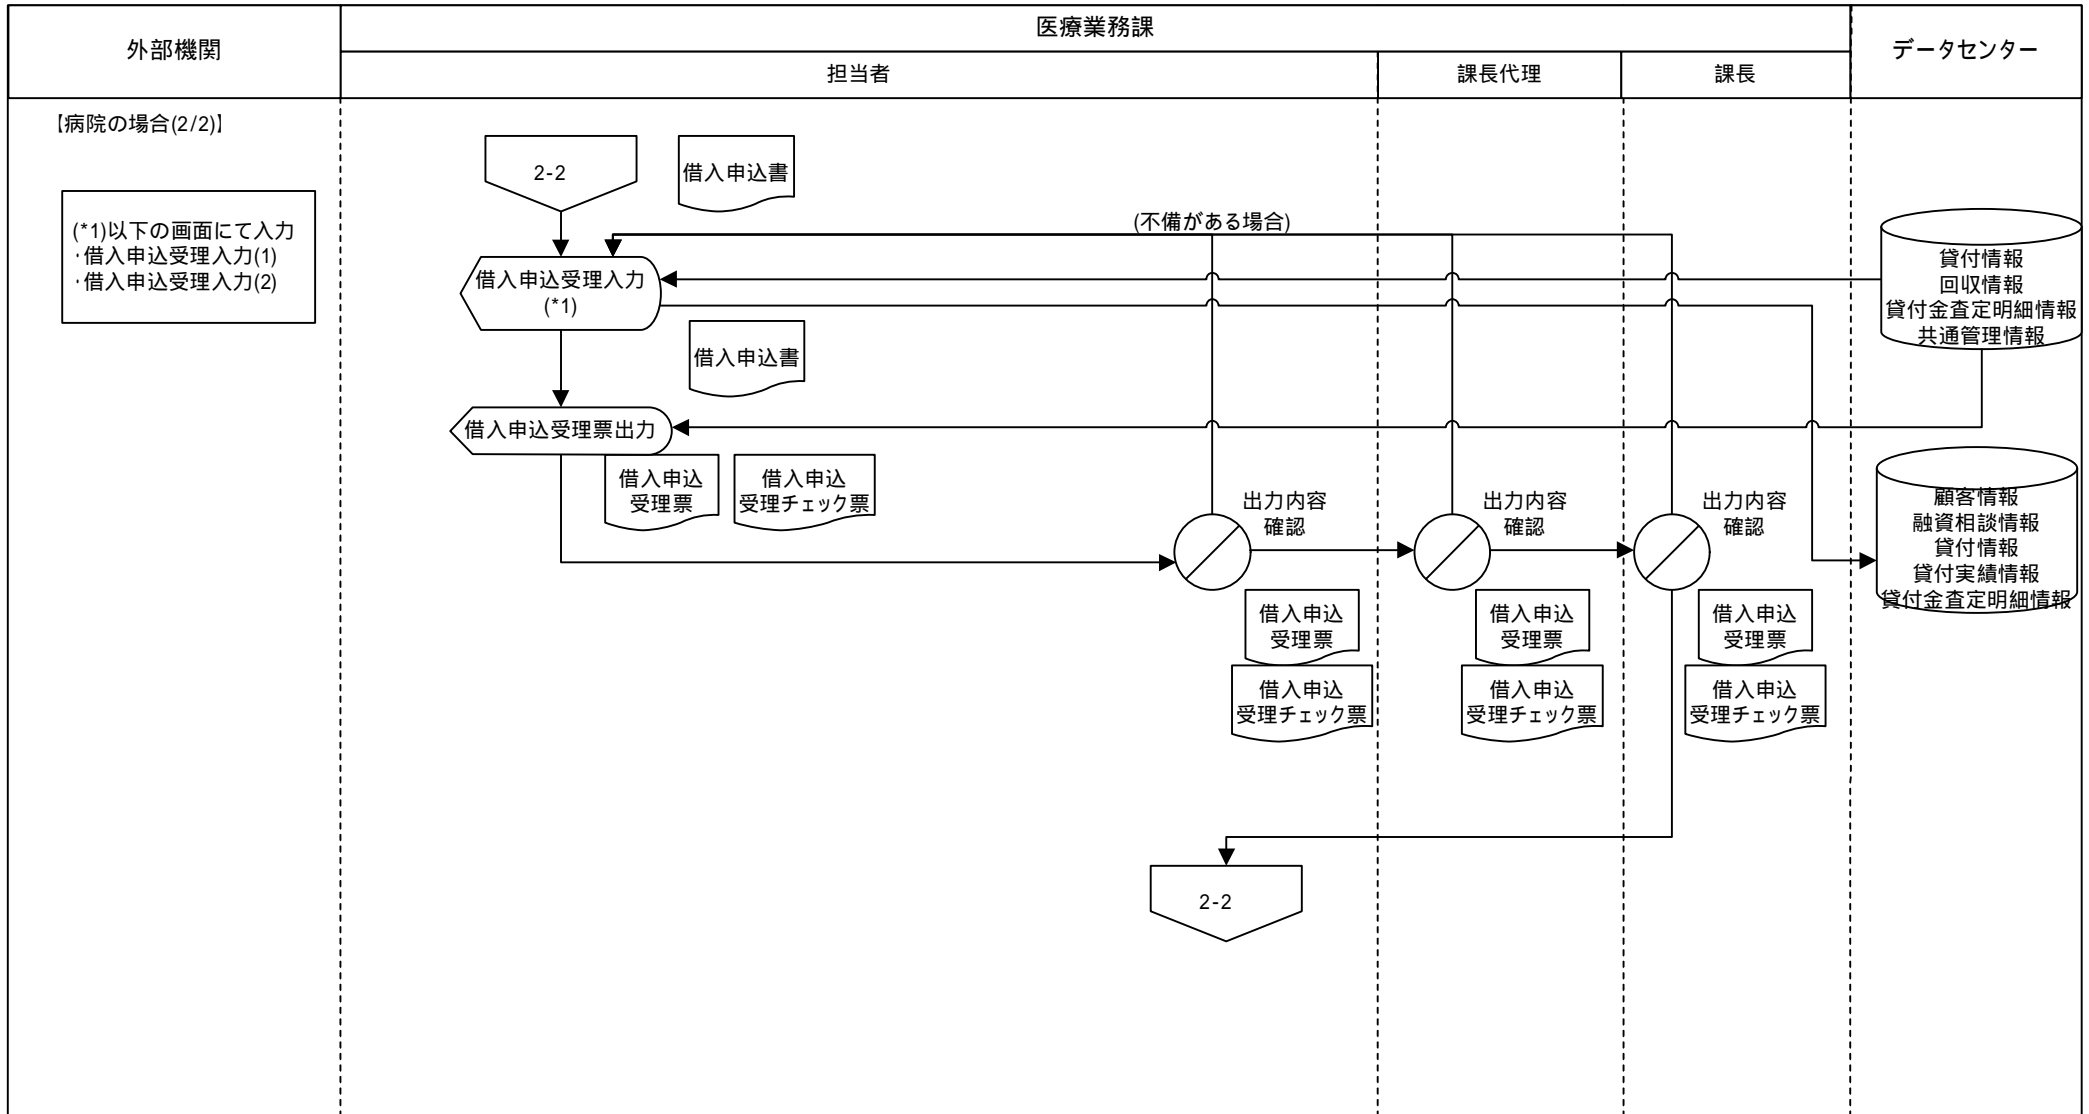 外部機関
医療業務課
データセンター
担当者
課長代理
課長
【病院の場合(2/2)】
(*1)以下の画面にて入力
・借入申込受理入力(1)
・借入申込受理入力(2)
2-2
借入申込書
(不備がある場合)
借入申込受理入力
(*1)
貸付情報
回収情報
貸付金査定明細情報
共通管理情報
借入申込書
借入申込受理票出力
借入申込
受理票
借入申込
受理チェック票
出力内容
確認
出力内容
確認
出力内容
確認
顧客情報
融資相談情報
貸付情報
貸付実績情報
貸付金査定明細情報
借入申込
受理票
借入申込
受理チェック票
借入申込
受理票
借入申込
受理チェック票
借入申込
受理票
借入申込
受理チェック票
2-2